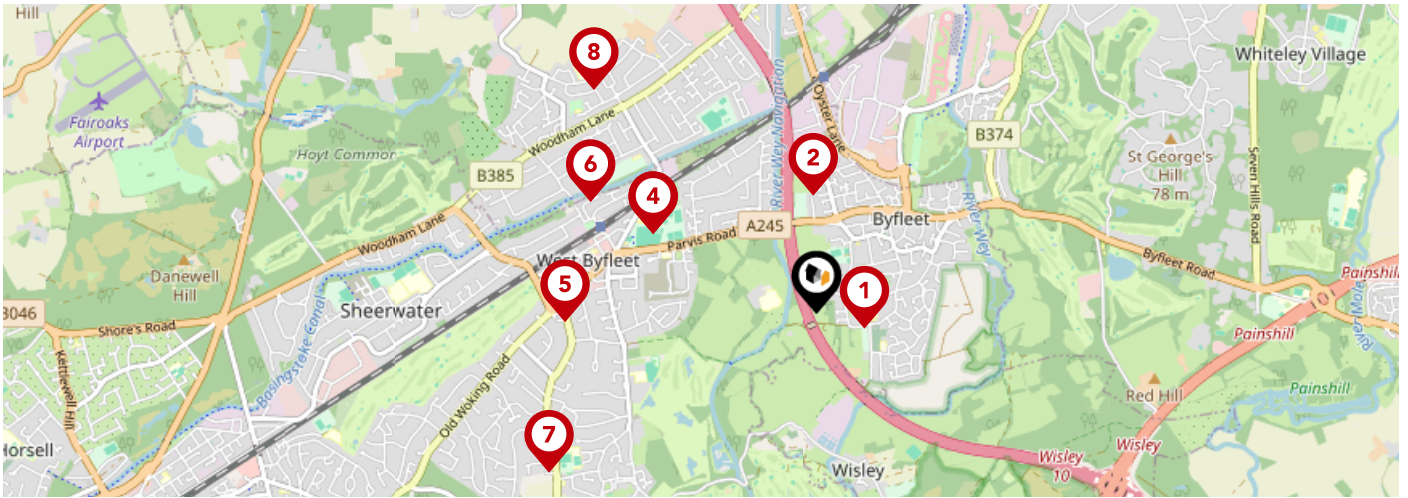 Hill
8
Whiteley Village
Fairoaks
Airport
Oyster Lane
River Wey Navigation
Woodham Lane
B374
Hoyt Common
2
St George's
Hill
78 m
6
B385
Seven Hills Road
4
River Wey
Woodham Lane
A245
Byfleet
Parvis Road
West Byfleet
Byfleet Road
Danewell
Hill
5
1
Painshill
3046
Sheerwater
Shore's Road
Basingstoke Canal
River Mole
Painshill
Kettlewell Hill
Old Woking Road
Red Hill
Painshill
7
Horsell
Wisley
Wisley
Wisley
10